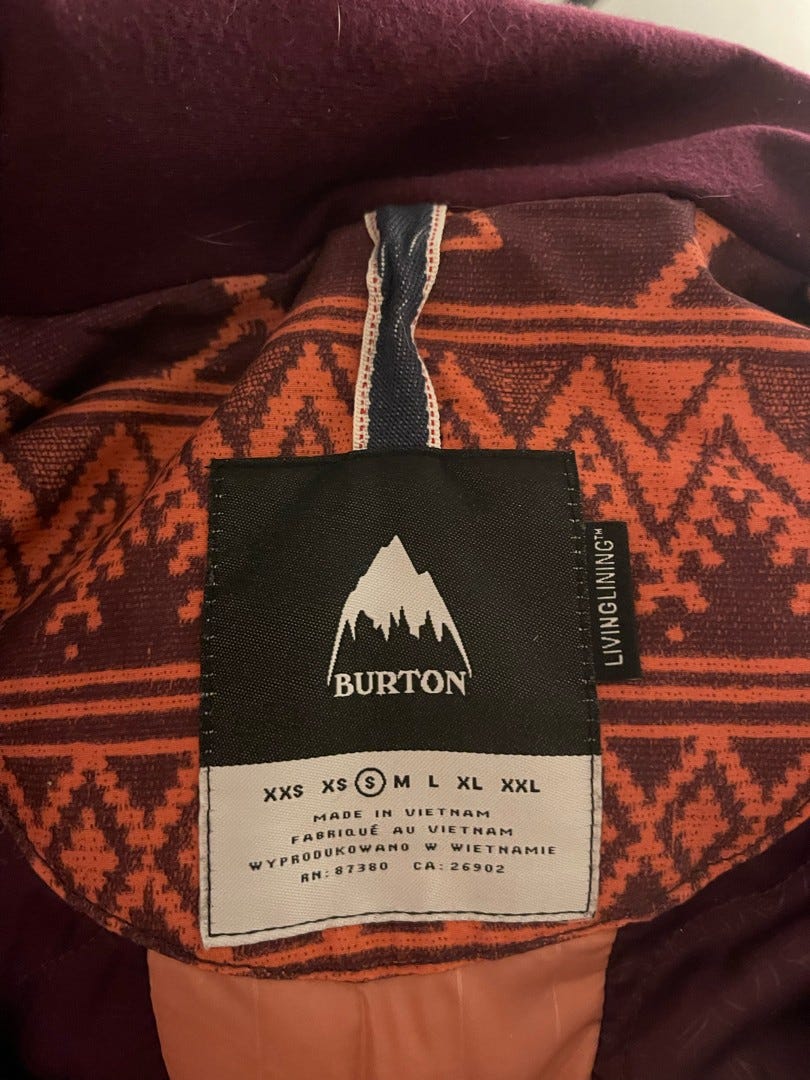 BURTON
LIVINGLINING™
XXS XS S M L XL XXL
MADE IN VIETNAM
FABRIQUÉ AU VIETNAM
WYPRODUKOWANO W WIETNAMIE
RN: 87380 CA: 26902